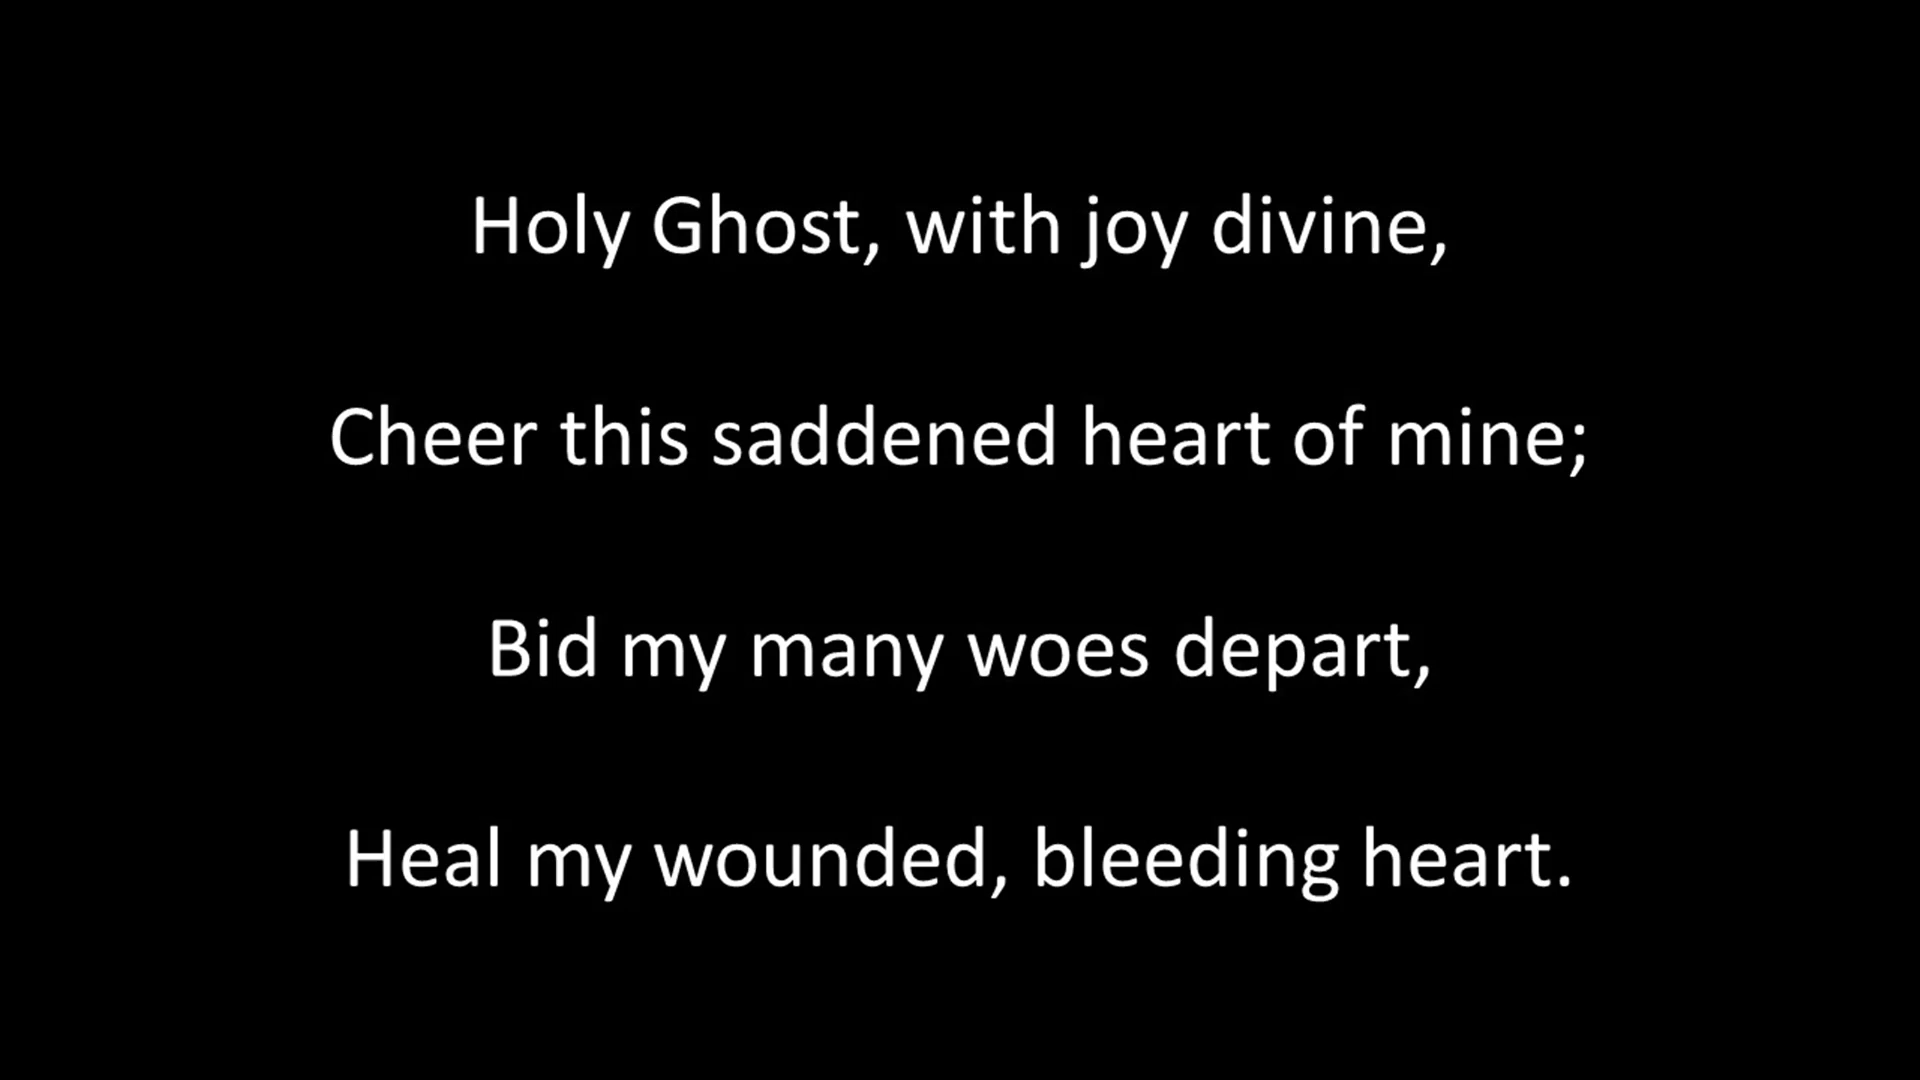 Holy Ghost, with joy divine,
Cheer this saddened heart of mine;
Bid my many woes depart,
Heal my wounded, bleeding heart.